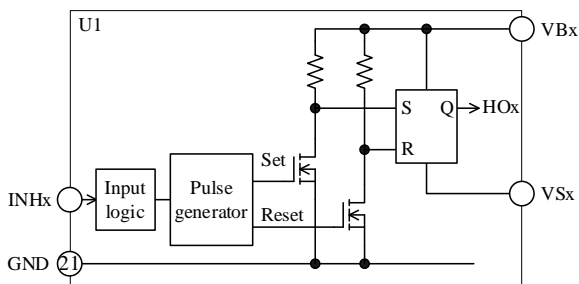 U1
VBx
S
Q
HOx
R
Set
Input
logic
Pulse
generator
INHx
VSx
Reset
GND
21